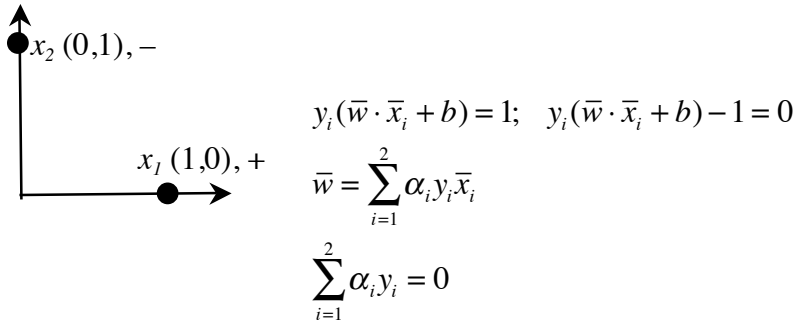 x₂ (0,1), –
x₁ (1,0), +
yᵢ(w̅ · x̅ᵢ + b) = 1;   yᵢ(w̅ · x̅ᵢ + b) – 1 = 0
w̅ = ∑ᵢ₌₁² αᵢyᵢx̅ᵢ
∑ᵢ₌₁² αᵢyᵢ = 0